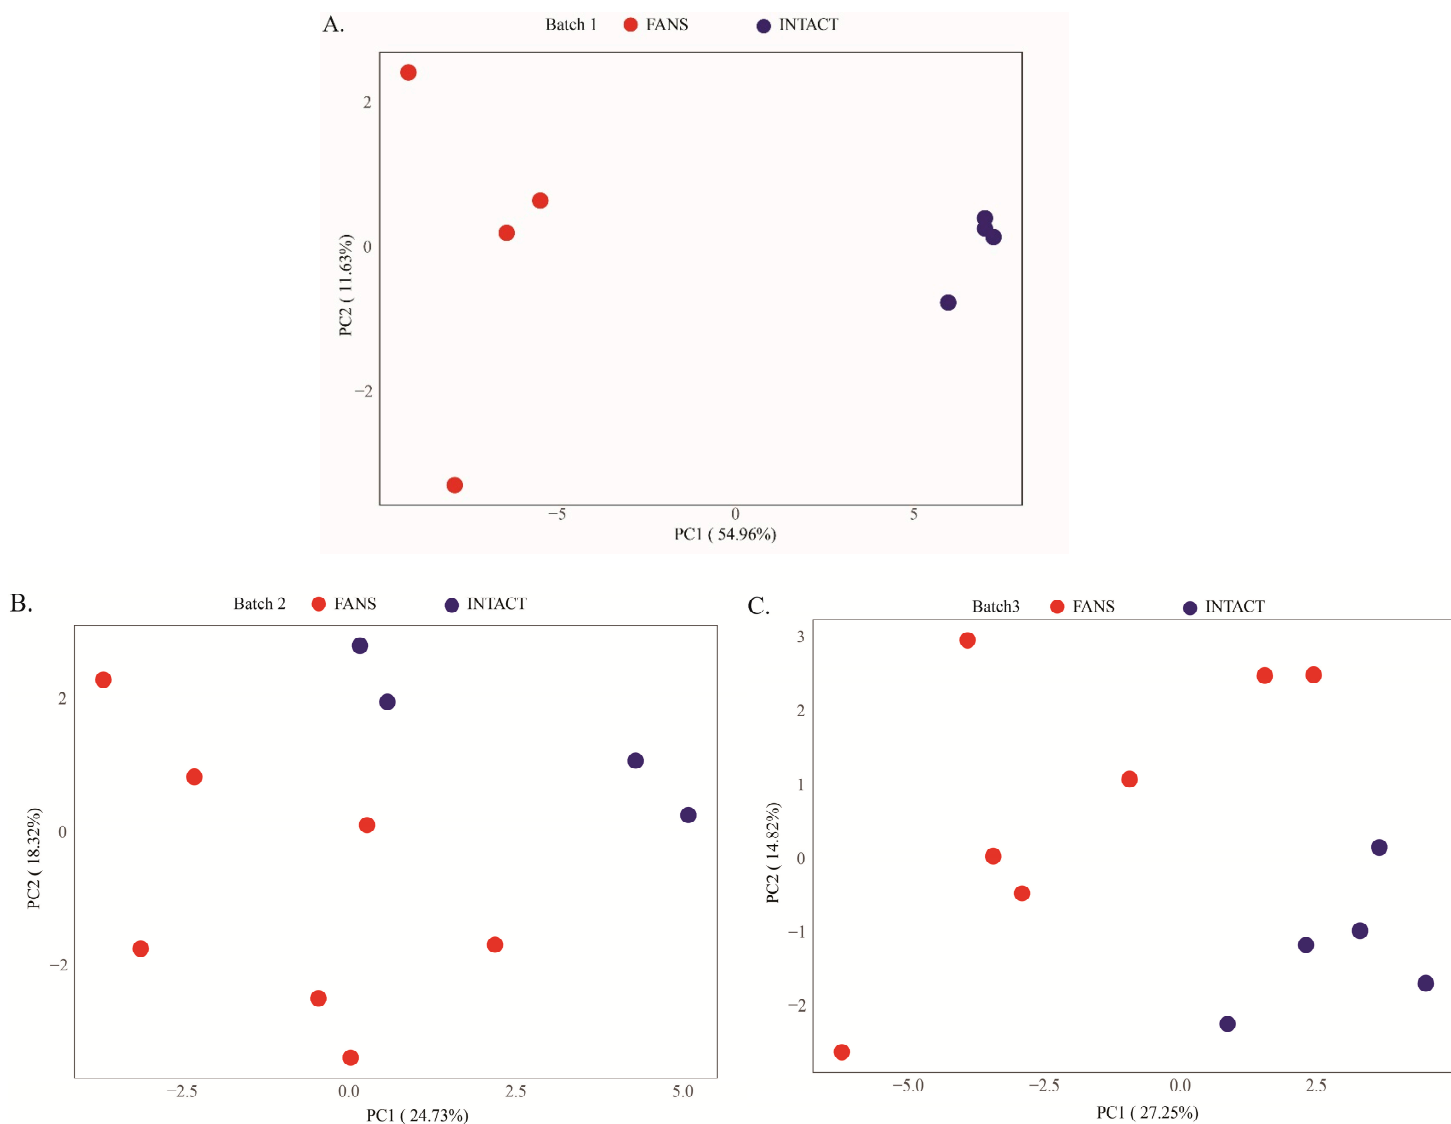 A.
Batch 1 FANS INTACT
2
0
−2
PC2 ( 11.63%)
−5 0 5
PC1 ( 54.96%)
B.
Batch 2 FANS INTACT
2
0
−2
PC2 ( 18.32%)
−2.5 0.0 2.5 5.0
PC1 ( 24.73%)
C.
Batch3 FANS INTACT
3
2
1
0
−1
−2
PC2 ( 14.82%)
−5.0 −2.5 0.0 2.5
PC1 ( 27.25%)